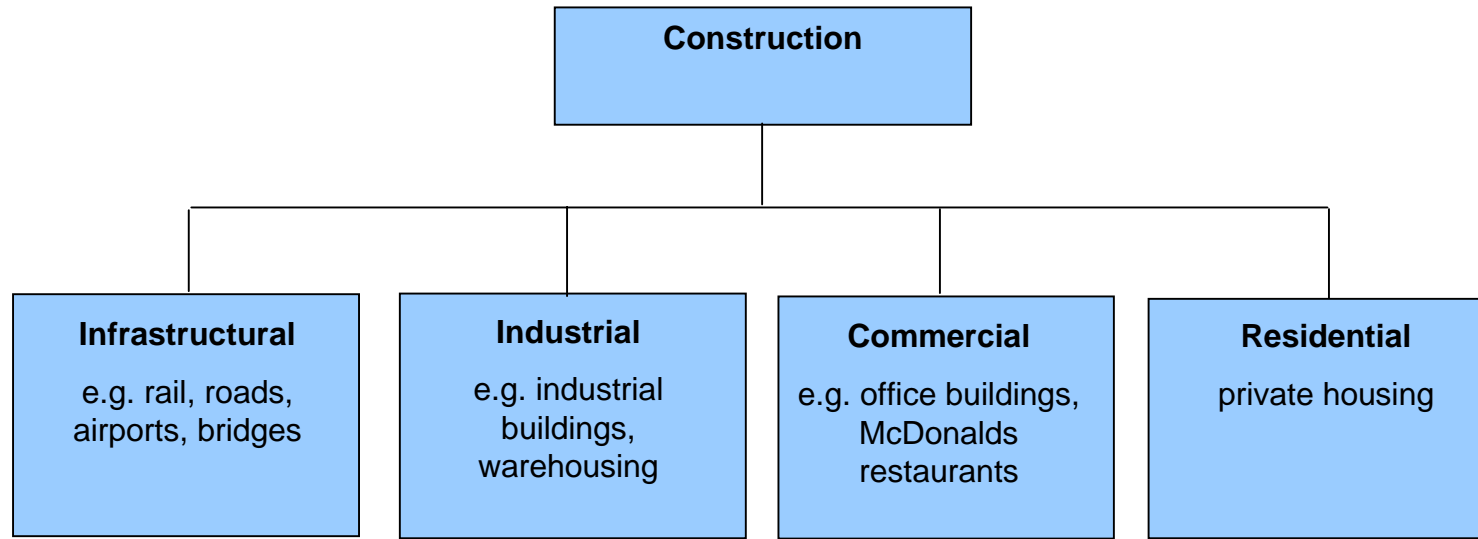 Construction
Infrastructural
e.g. rail, roads,
airports, bridges
Industrial
e.g. industrial
buildings,
warehousing
Commercial
e.g. office buildings,
McDonalds
restaurants
Residential
private housing